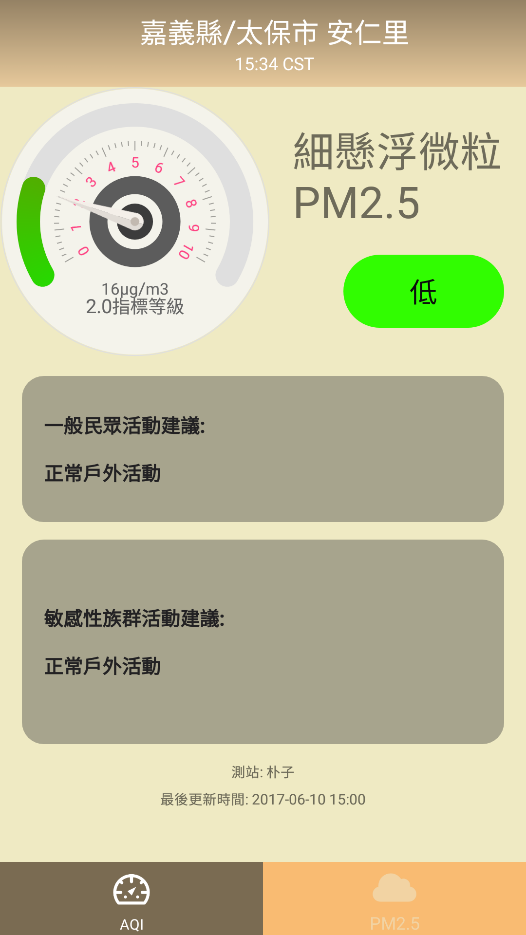 嘉義縣/太保市 安仁里
15:34 CST
0
1
2
3
4
5
6
7
8
9
10
16µg/m3
2.0指標等級
細懸浮微粒
PM2.5
低
一般民眾活動建議:
正常戶外活動
敏感性族群活動建議:
正常戶外活動
測站: 朴子
最後更新時間: 2017-06-10 15:00
AQI
PM2.5